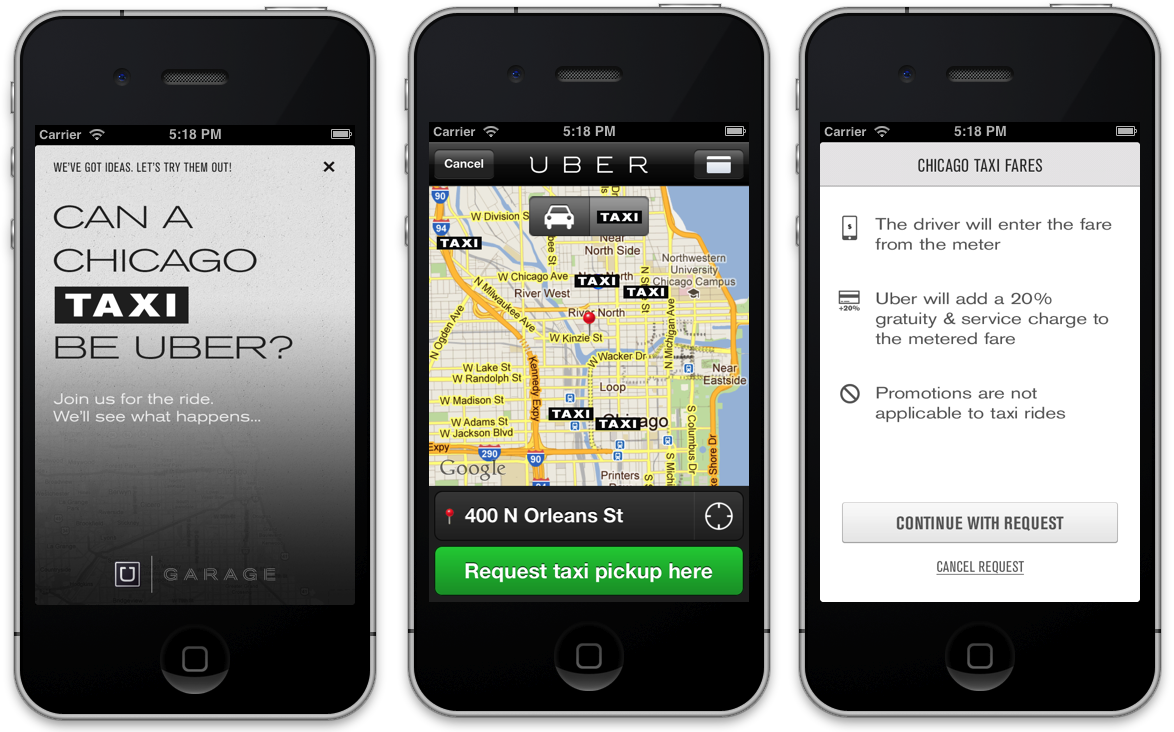 Carrier 5:18 PM
WE'VE GOT IDEAS. LET'S TRY THEM OUT!
CAN A
CHICAGO
TAXI
BE UBER?
Join us for the ride.
We'll see what happens...
GARAGE
Carrier 5:18 PM
Cancel UBER
90
W Division S
TAXI
94
TAXI
Near
North Side
Northwestern
University
Chicago Campus
W Chicago Ave
TAXI
TAXI
River West
N Milwaukee Ave
River North
N Ogden Ave
W Kinzie St
N Michigan Ave
W Wacker Dr
W Lake St
W Randolph St
Near
Eastside
Kennedy Expy
Loop
W Madison St
TAXI
TAXI
W Adams St
W Jackson Blvd
S Columbus Dr
Expy
290
90
Google
Printers
400 N Orleans St
Request taxi pickup here
Carrier 5:18 PM
CHICAGO TAXI FARES
$
The driver will enter the fare
from the meter
+20%
Uber will add a 20%
gratuity & service charge to
the metered fare
Promotions are not
applicable to taxi rides
CONTINUE WITH REQUEST
CANCEL REQUEST